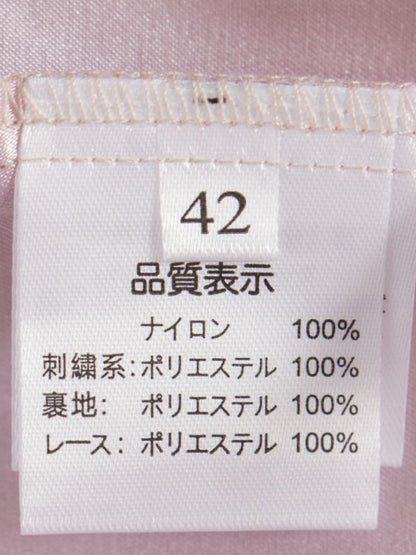 42
品質表示
ナイロン 100%
刺繍系:ポリエステル 100%
裏地: ポリエステル 100%
レース: ポリエステル 100%